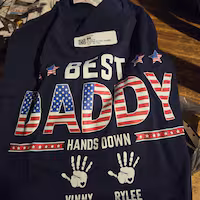 BEST
DADDY
HANDS DOWN
VINNY RYLEE